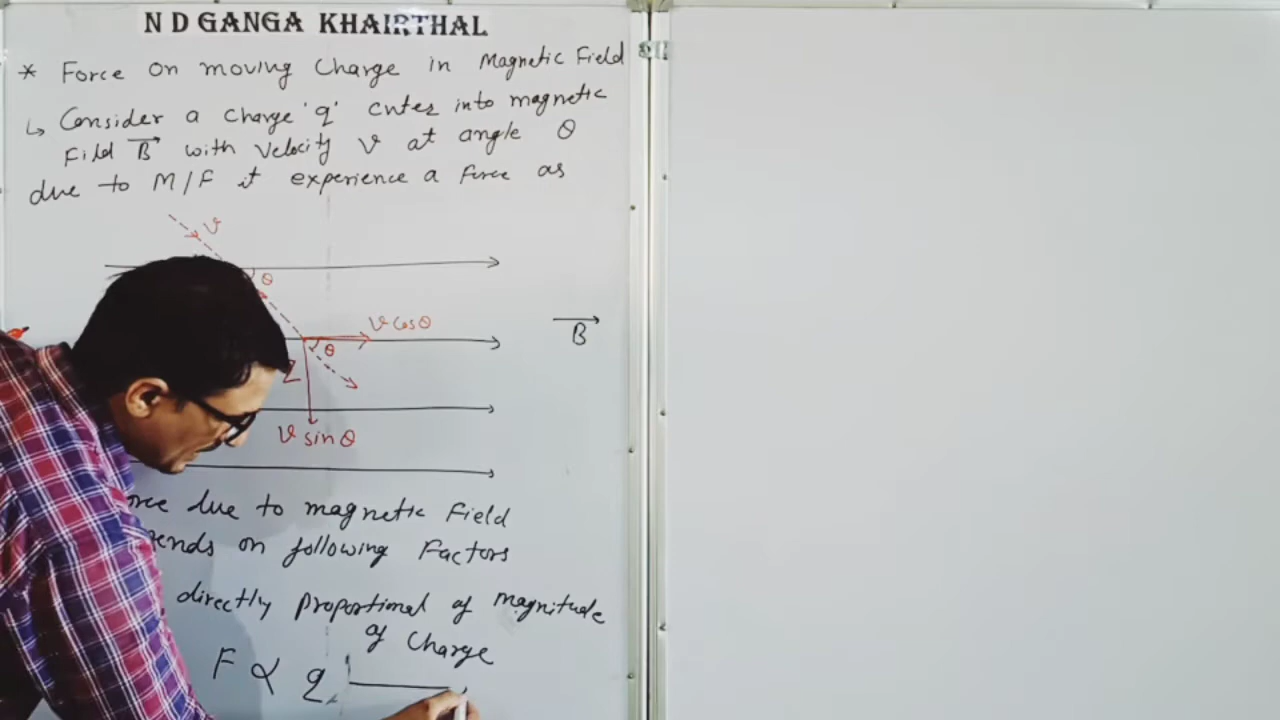 N D GANGA KHAIRTHAL
* Force on moving Charge in Magnetic Field
↳ Consider a charge 'q' enter into magnetic
Fild B with Velocity v at angle θ
due to M/F it experience a force as
v
θ
v cosθ
θ
B
v sinθ
due to magnetic Field
on following Factors
directly proportional of magnitude
of Charge
F ∝ q